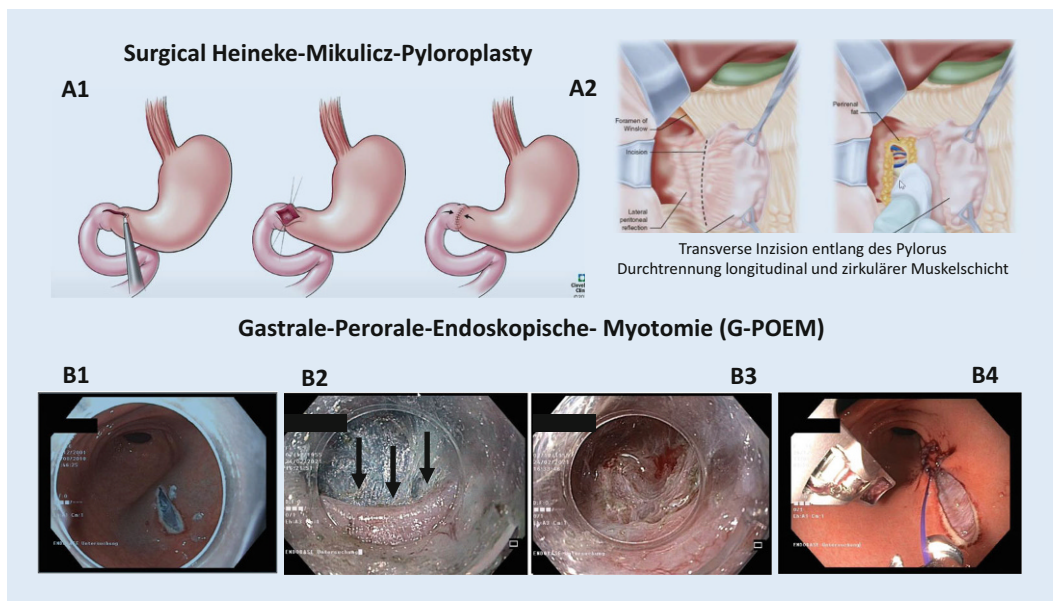 Surgical Heineke-Mikulicz-Pyloroplasty
A1
A2
Foramen of
Winslow
Incision
Lateral
peritoneal
reflection
Perirenal
fat
Transverse Inzision entlang des Pylorus
Durchtrennung longitudinal und zirkulärer Muskelschicht
Gastrale-Perorale-Endoskopische- Myotomie (G-POEM)
B1
B2
B3
B4